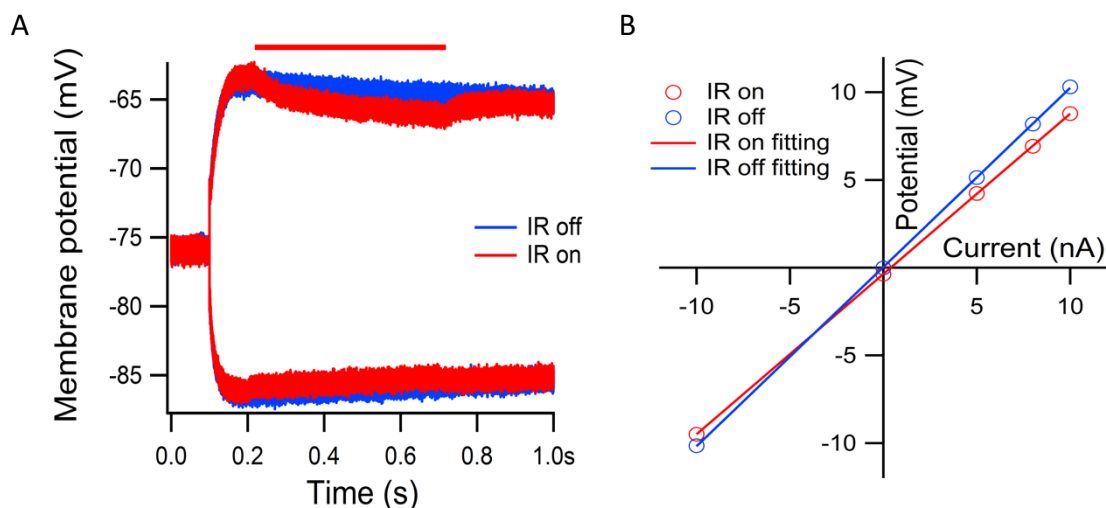 A
Membrane potential (mV)
-65
-70
-75
-80
-85
IR off
IR on
0.0
0.2
0.4
0.6
0.8
1.0s
Time (s)
B
IR on
IR off
IR on fitting
IR off fitting
Potential (mV)
Current (nA)
10
5
-5
-10
-10
-5
5
10